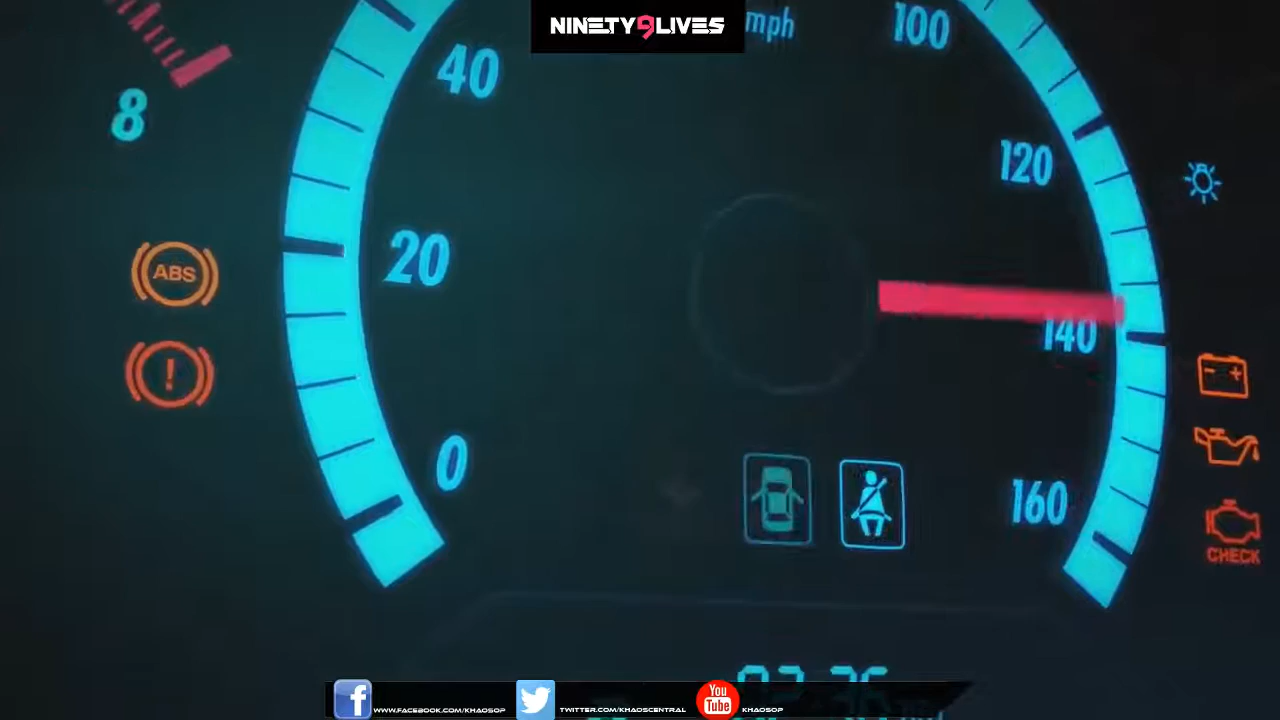 NINETY9LIVES
mph
100
40
8
120
ABS
20
140
!
0
160
CHECK
WWW.FACEBOOK.COM/KHAOSOP
TWITTER.COM/KHAOSCENTRAL
You
Tube
KHAOSOP